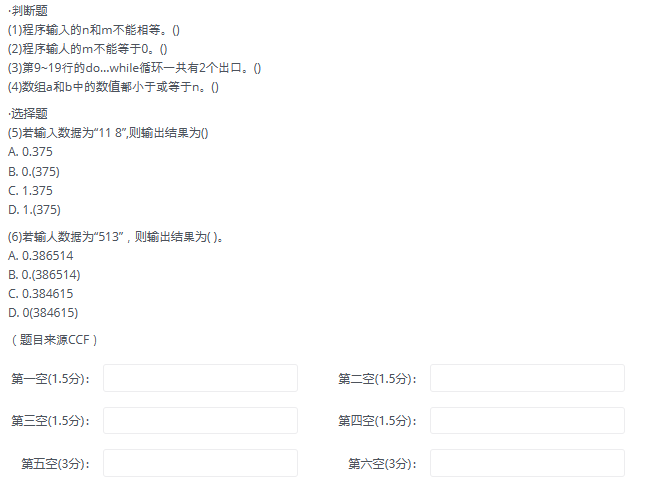 ·判断题
(1)程序输入的n和m不能相等。()
(2)程序输人的m不能等于0。()
(3)第9~19行的do...while循环一共有2个出口。()
(4)数组a和b中的数值都小于或等于n。()
·选择题
(5)若输入数据为“11 8”,则输出结果为()
A. 0.375
B. 0.(375)
C. 1.375
D. 1.(375)
(6)若输人数据为“513”，则输出结果为( )。
A. 0.386514
B. 0.(386514)
C. 0.384615
D. 0(384615)
（ 题目来源CCF ）
第一空(1.5分)： 第二空(1.5分)：
第三空(1.5分)： 第四空(1.5分)：
第五空(3分)： 第六空(3分)：